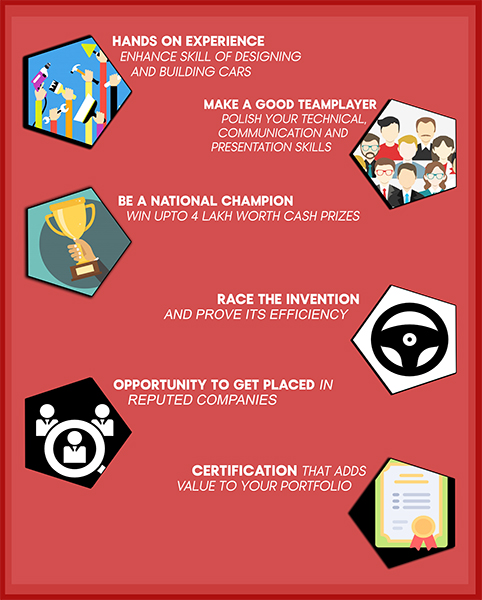 HANDS ON EXPERIENCE
ENHANCE SKILL OF DESIGNING
AND BUILDING CARS
MAKE A GOOD TEAMPLAYER
POLISH YOUR TECHNICAL,
COMMUNICATION AND
PRESENTATION SKILLS
BE A NATIONAL CHAMPION
WIN UPTO 4 LAKH WORTH CASH PRIZES
RACE THE INVENTION
AND PROVE ITS EFFICIENCY
OPPORTUNITY TO GET PLACED IN
REPUTED COMPANIES
CERTIFICATION THAT ADDS
VALUE TO YOUR PORTFOLIO